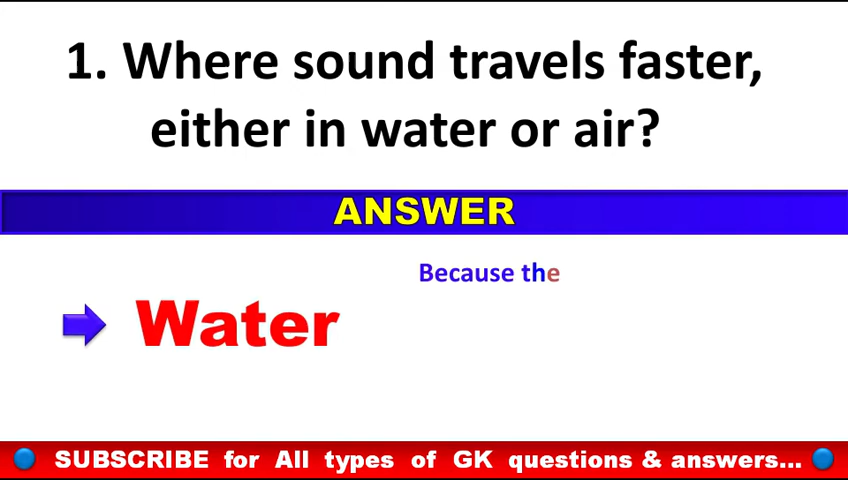 1. Where sound travels faster,
either in water or air?
ANSWER
Because the
Water
SUBSCRIBE for All types of GK questions & answers...